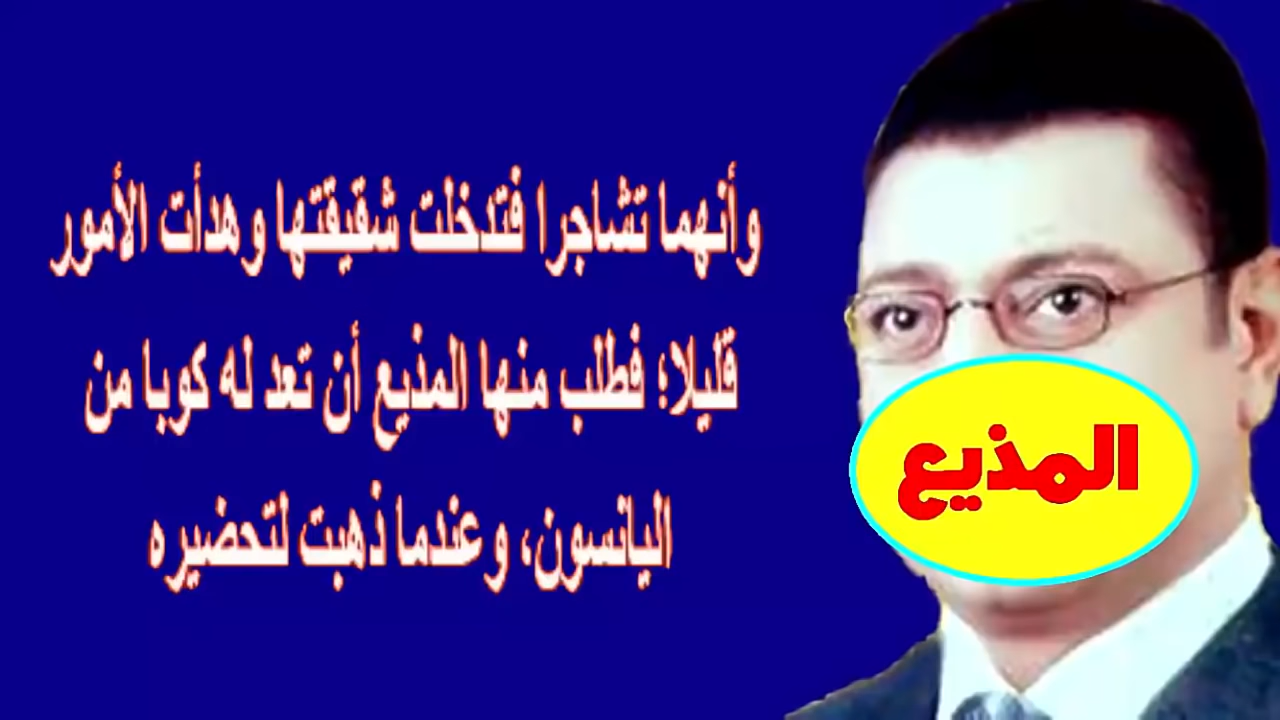 وأنهما تشاجرا فتدخلت شقيقتها وهدأت الأمور
قليلا؛ فطلب منها المذيع أن تعد له كوبا من
اليانسون، وعندما ذهبت لتحضيره
المذيع